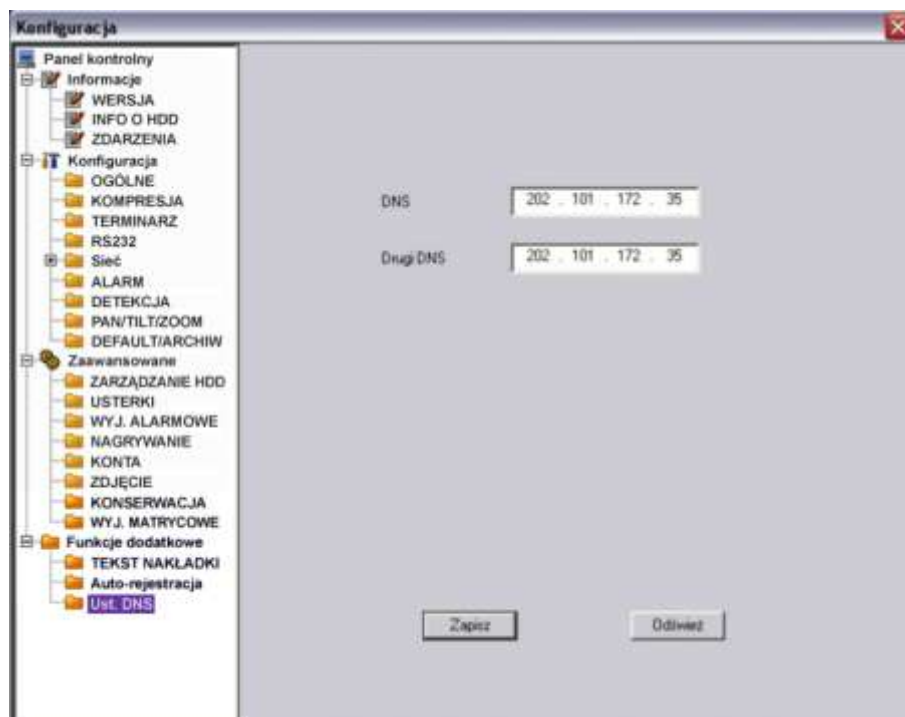 Konfiguracja
Panel kontrolny
Informacje
WERSJA
INFO O HDD
ZDARZENIA
Konfiguracja
OGÓLNE
KOMPRESJA
TERMINARZ
RS232
Sieć
ALARM
DETEKCJA
PAN/TILT/ZOOM
DEFAULT/ARCHIW
Zaawansowane
ZARZĄDZANIE HDD
USTERKI
WYJ. ALARMOWE
NAGRYWANIE
KONTA
ZDJĘCIE
KONSERWACJA
WYJ. MATRYCOWE
Funkcje dodatkowe
TEKST NAKŁADKI
Auto-rejestracja
Ust. DNS
DNS 202 . 101 . 172 . 35
Drugi DNS 202 . 101 . 172 . 35
Zapisz Odśwież